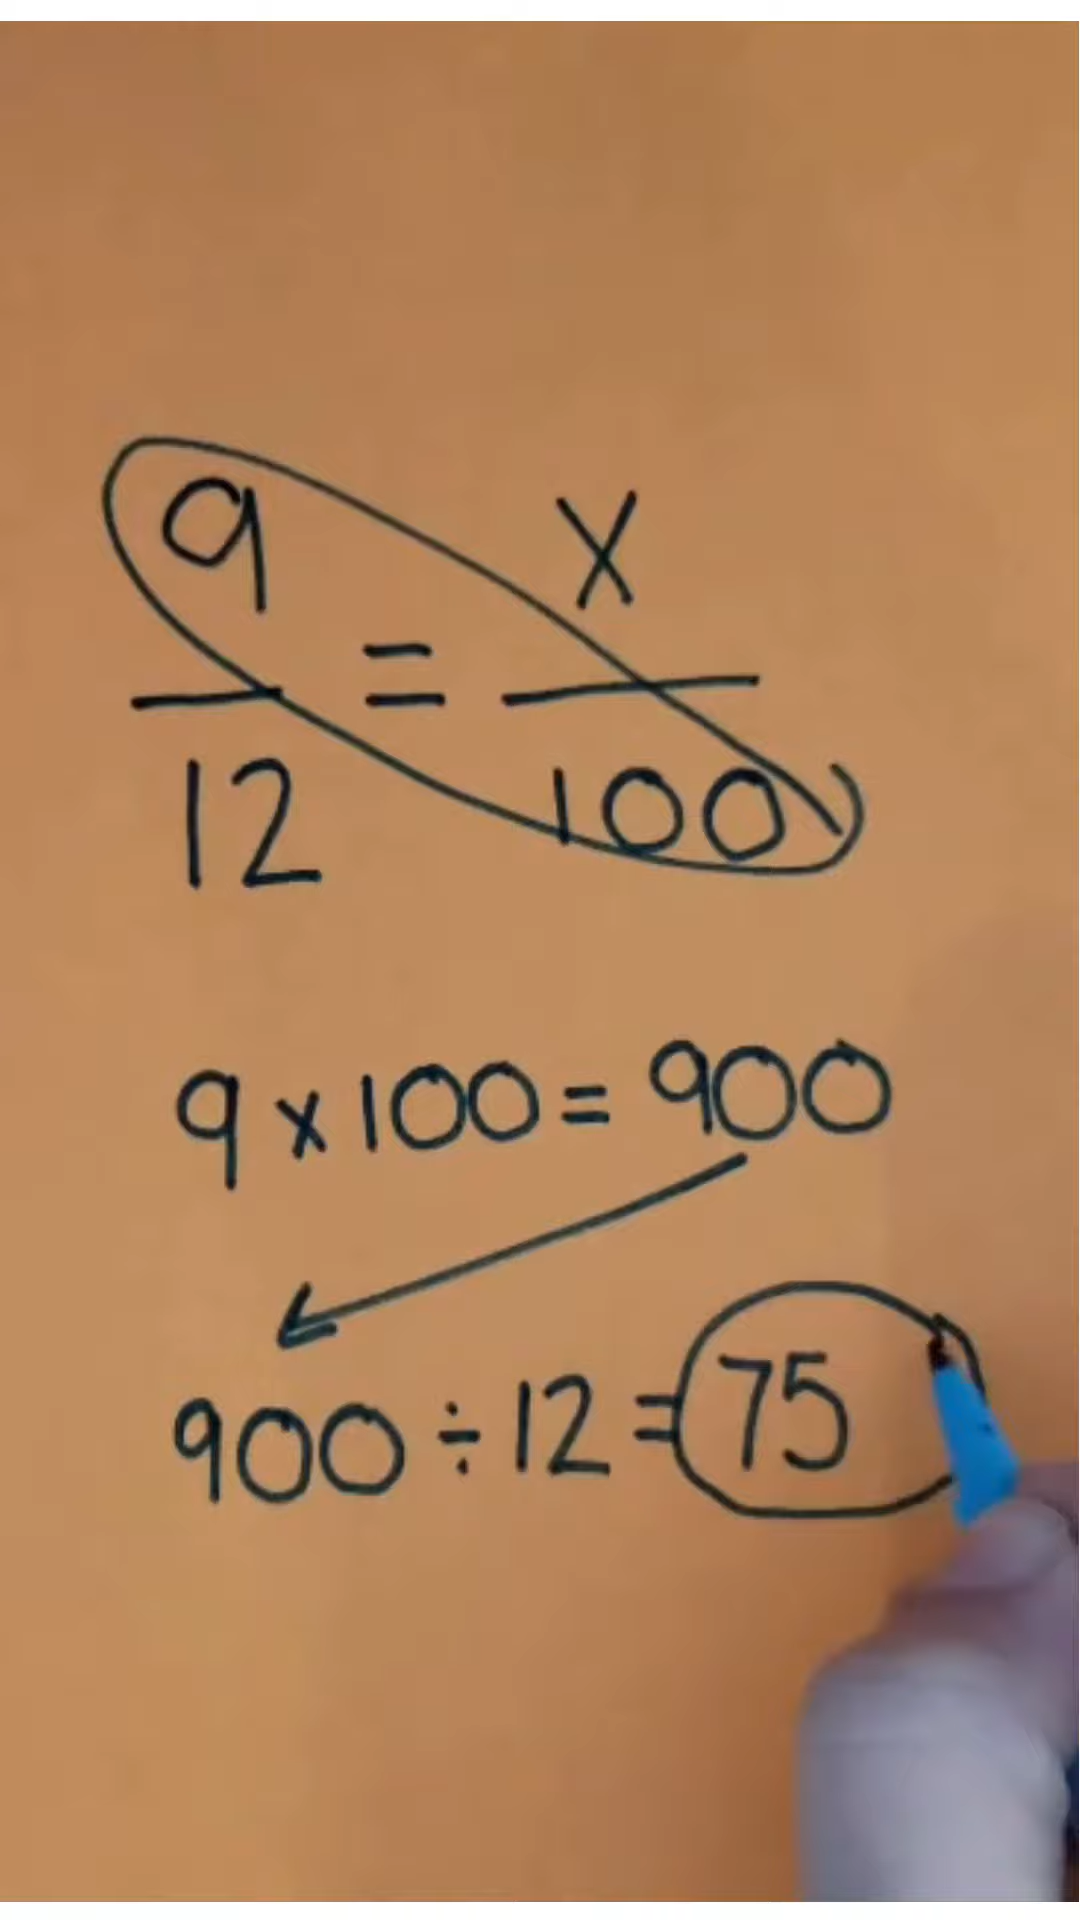 9 = x
12 100
9 x 100 = 900
900 ÷ 12 = 75